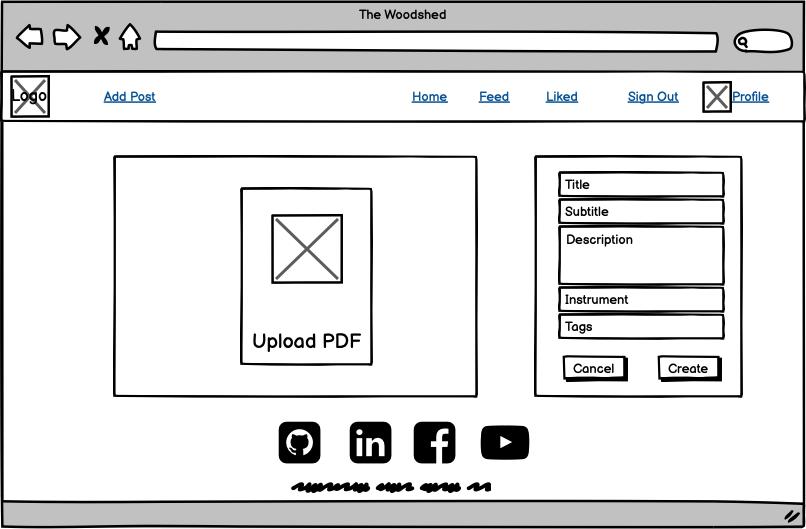 The Woodshed
Logo Add Post Home Feed Liked Sign Out Profile
Title
Subtitle
Description
Instrument
Tags
Upload PDF
Cancel Create
in
f